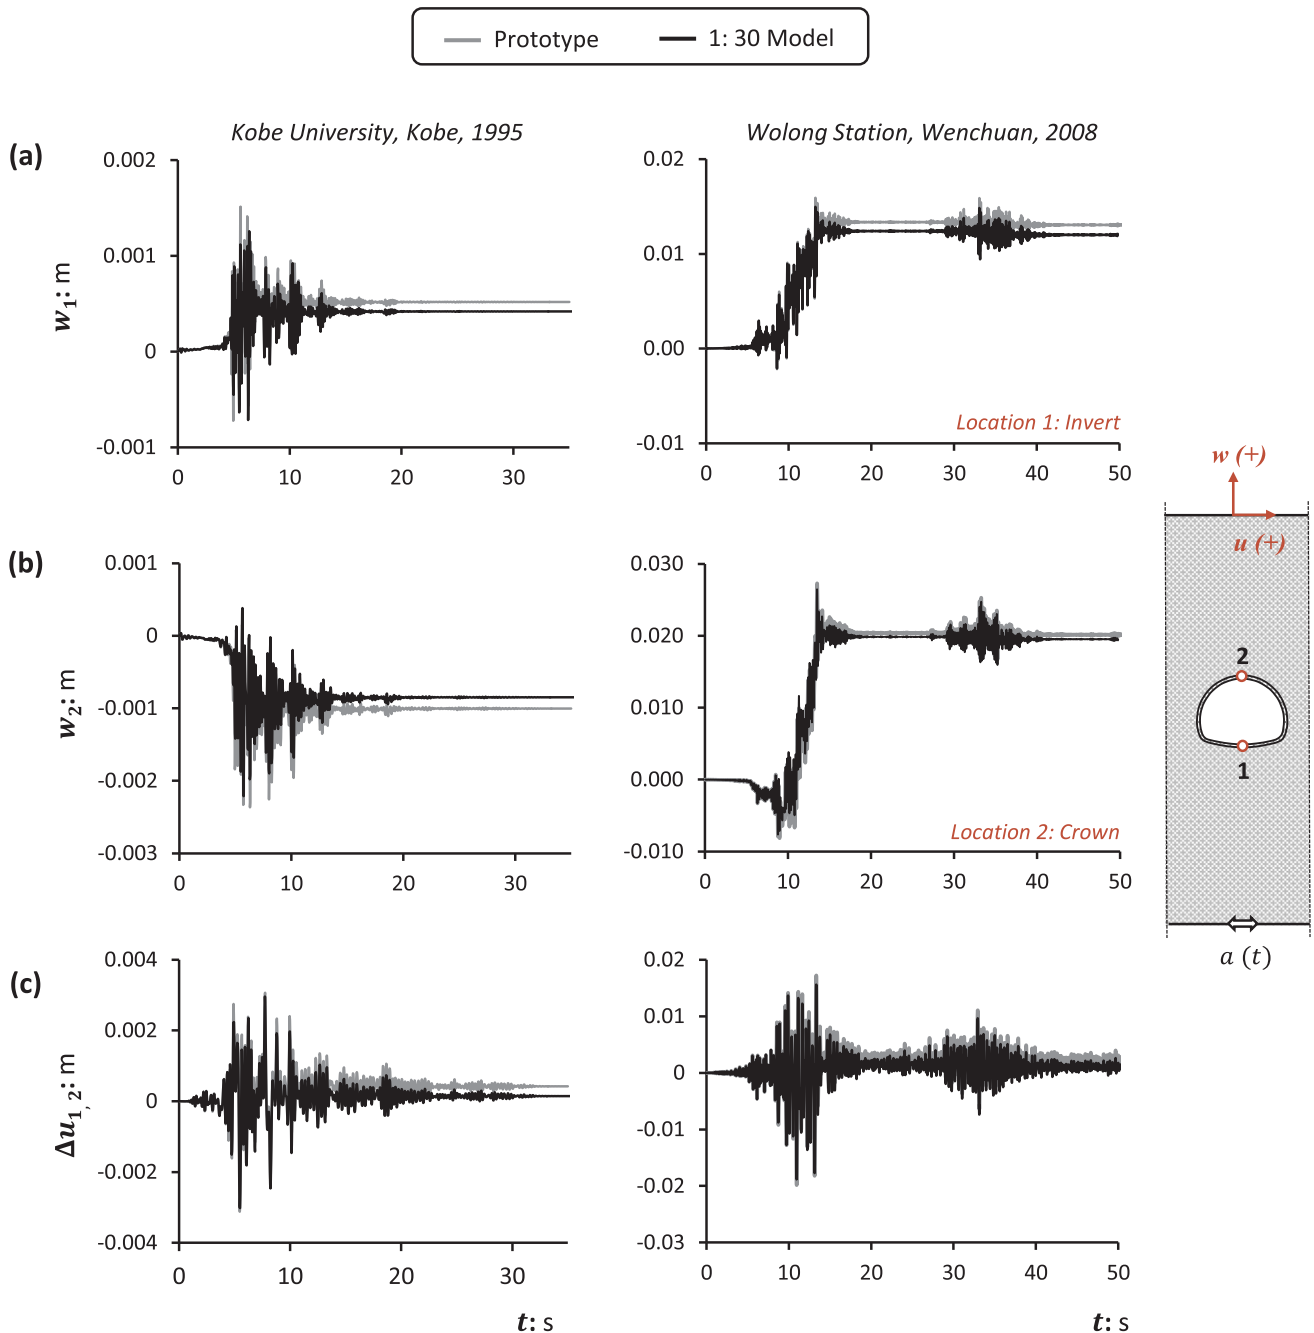 Prototype 1: 30 Model
Kobe University, Kobe, 1995 Wolong Station, Wenchuan, 2008
(a)
w1: m
0.002
0.001
0
-0.001
0 10 20 30
0.02
0.01
0.00
-0.01
0 10 20 30 40 50
Location 1: Invert
(b)
w2: m
0.001
0
-0.001
-0.002
-0.003
0 10 20 30
0.030
0.020
0.010
0.000
-0.010
0 10 20 30 40 50
Location 2: Crown
(c)
Δu1, 2: m
0.004
0.002
0
-0.002
-0.004
0 10 20 30
t: s
0.02
0.01
0
-0.01
-0.02
-0.03
0 10 20 30 40 50
t: s
w (+)
u (+)
2
1
a (t)